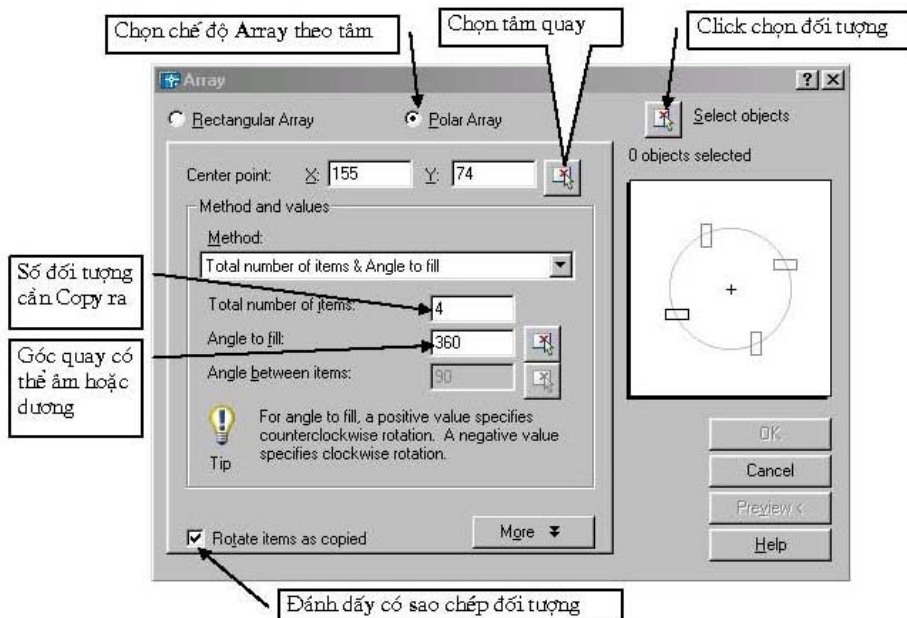 Chọn chế độ Array theo tâm
Chọn tâm quay
Click chọn đối tượng
Array
Rectangular Array
Polar Array
Select objects
0 objects selected
Center point: X: 155 Y: 74
Method and values
Method:
Total number of items & Angle to fill
Số đối tượng
cần Copy ra
Total number of items: 4
Góc quay có
thể âm hoặc
dương
Angle to fill: 360
Angle between items: 90
Tip
For angle to fill, a positive value specifies
counterclockwise rotation. A negative value
specifies clockwise rotation.
OK
Cancel
Preview <
Help
Rotate items as copied
More
Đánh dấy có sao chép đối tượng